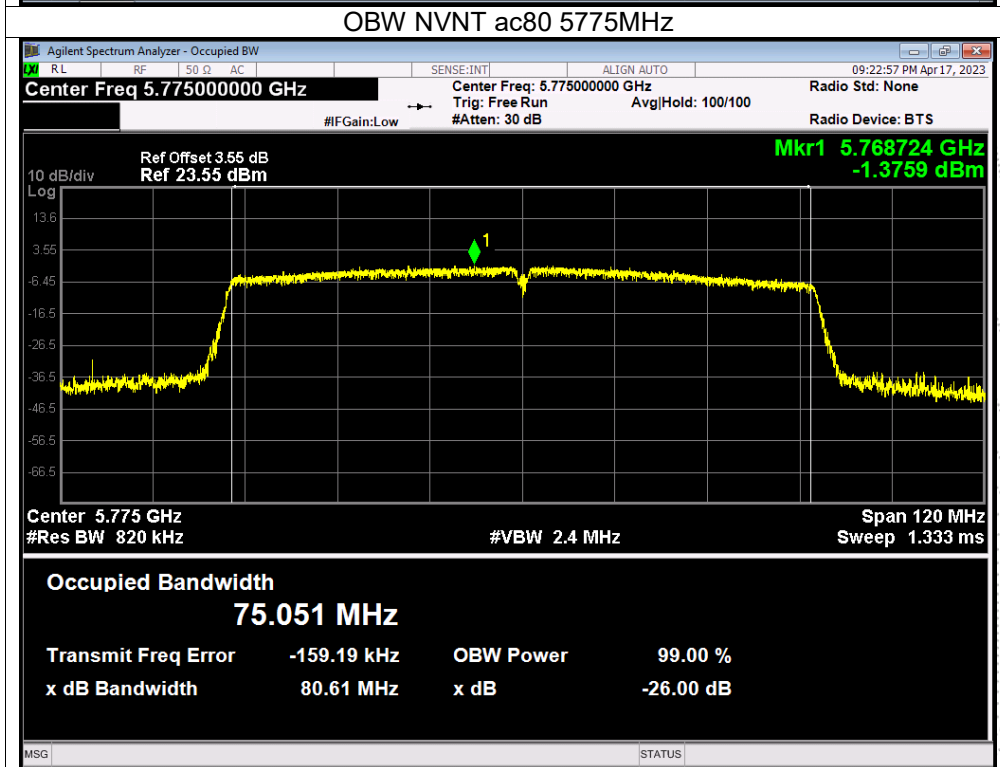 OBW NVNT ac80 5775MHz
Agilent Spectrum Analyzer - Occupied BW
LXI RL RF 50 Ω AC SENSE:INT ALIGN AUTO 09:22:57 PM Apr 17, 2023
Center Freq 5.775000000 GHz Center Freq: 5.775000000 GHz Radio Std: None
Trig: Free Run Avg|Hold: 100/100
#IFGain:Low #Atten: 30 dB Radio Device: BTS
Mkr1 5.768724 GHz
-1.3759 dBm
Ref Offset 3.55 dB
10 dB/div Ref 23.55 dBm
Log
13.6
1
3.55
-6.45
-16.5
-26.5
-36.5
-46.5
-56.5
-66.5
Center 5.775 GHz Span 120 MHz
#Res BW 820 kHz #VBW 2.4 MHz Sweep 1.333 ms
Occupied Bandwidth
75.051 MHz
Transmit Freq Error -159.19 kHz OBW Power 99.00 %
x dB Bandwidth 80.61 MHz x dB -26.00 dB
MSG STATUS